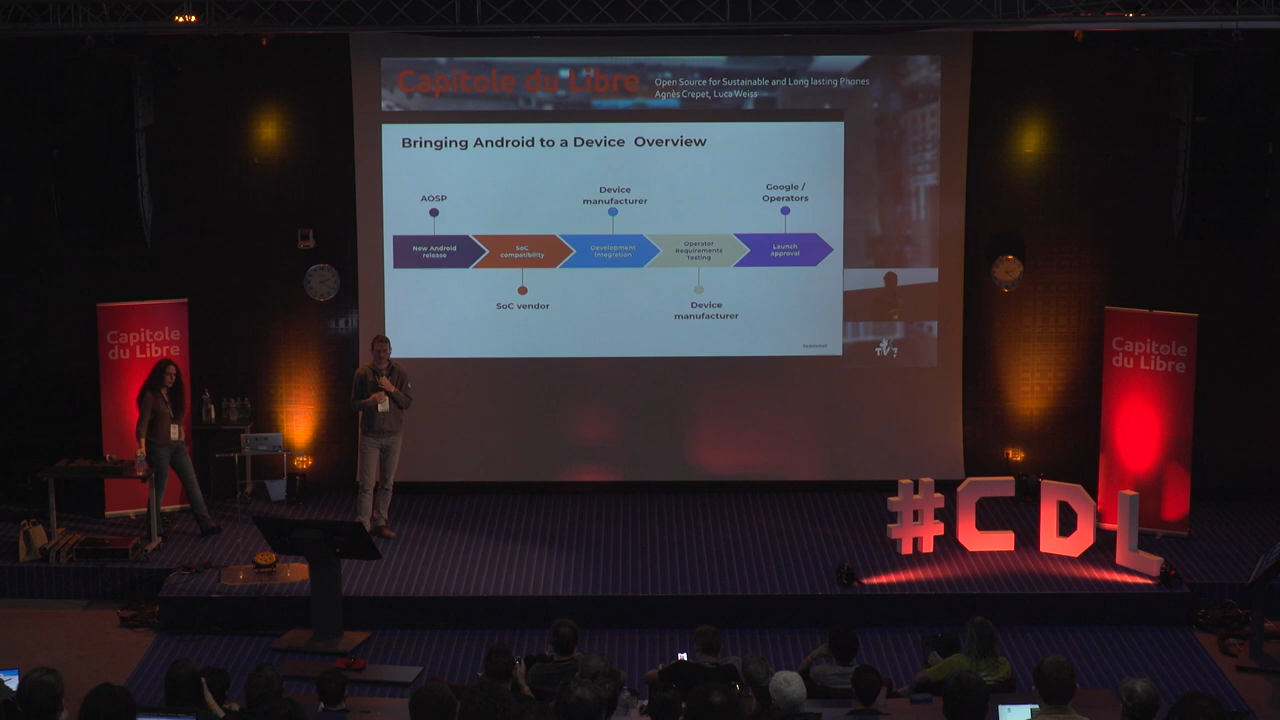 Capitole du Libre
Open Source for Sustainable and Long lasting Phones
Agnès Crepet, Luca Weiss
Bringing Android to a Device Overview
AOSP
Device
manufacturer
Google /
Operators
New Android
release
SoC
compatibility
Development
Integration
Operator
Requirements
Testing
Launch
approval
SoC vendor
Device
manufacturer
Capitole
du Libre
Capitole
du Libre
#CDL